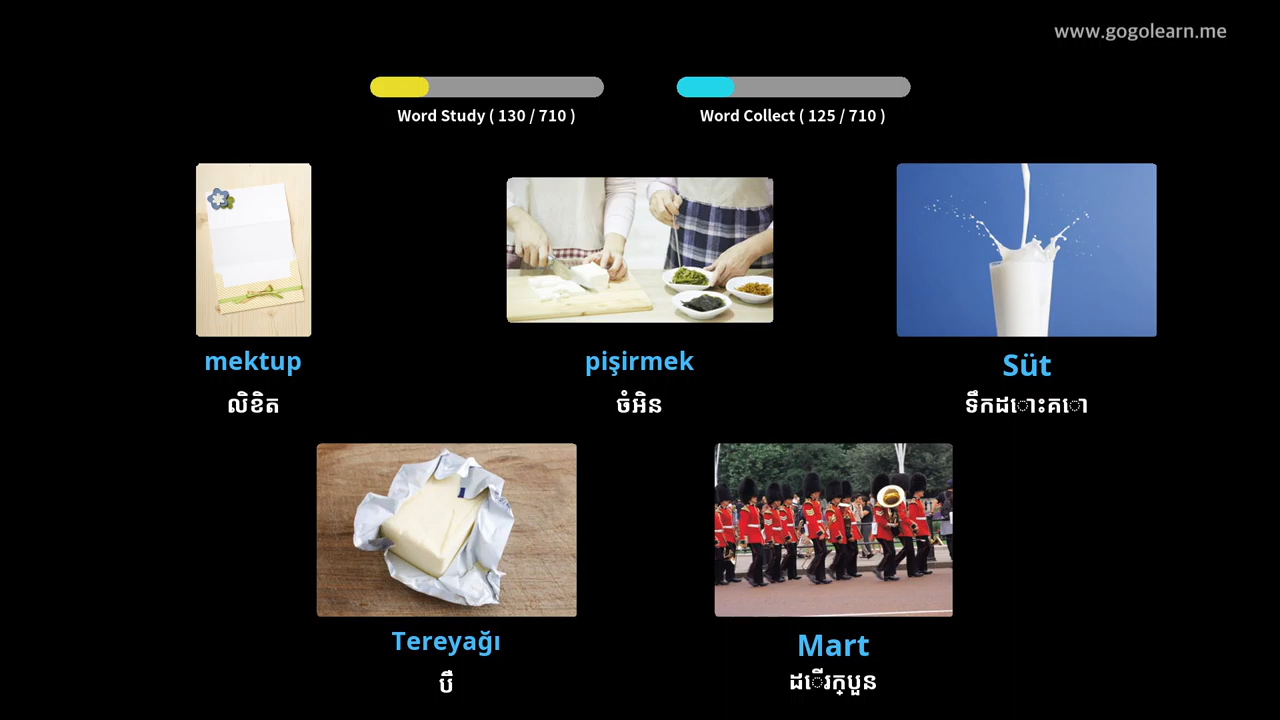 www.gogolearn.me
Word Study ( 130 / 710 )
Word Collect ( 125 / 710 )
mektup
pişirmek
Süt
លិខិត
ចំអិន
ទឹកដោះគោ
Tereyağı
Mart
ប៊ឺ
ដើរក្បួន